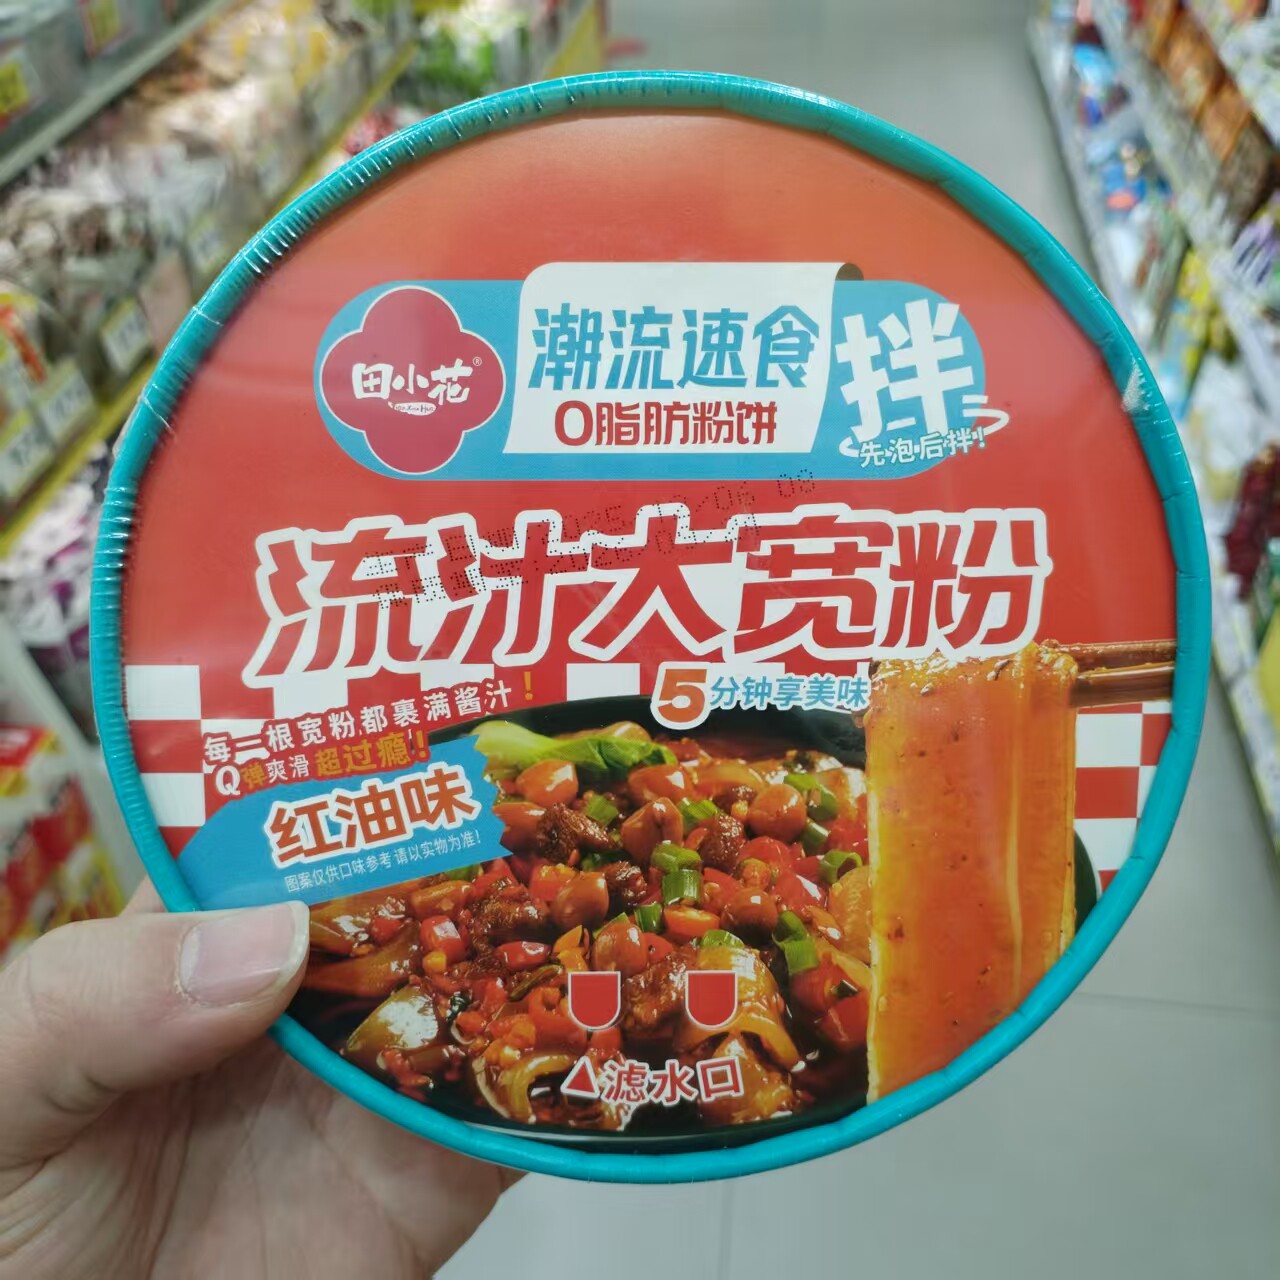 田小花®
潮流速食
0脂肪粉饼
拌
先泡后拌!
流汁大宽粉
5分钟享美味
每一根宽粉都裹满酱汁!
Q弹爽滑 超过瘾!
红油味
图案仅供口味参考 请以实物为准!
滤水口